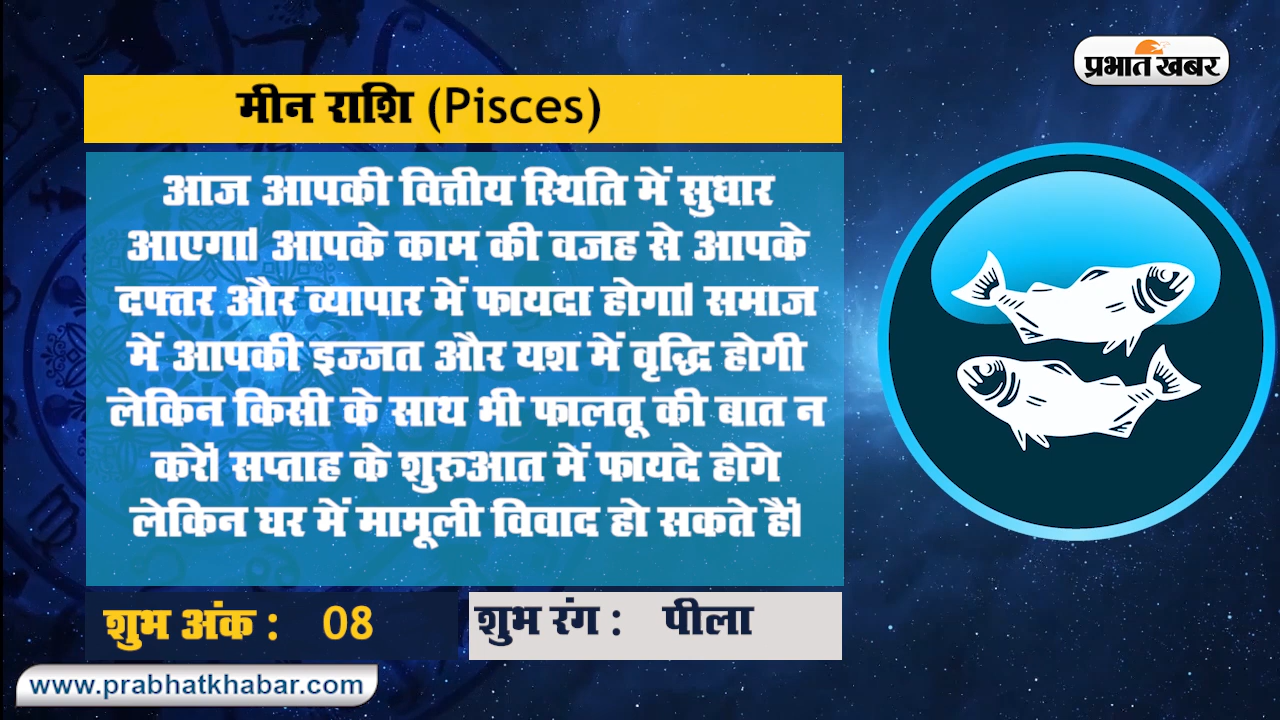 प्रभात खबर
मीन राशि (Pisces)
आज आपकी वित्तीय स्थिति में सुधार
आएगा। आपके काम की वजह से आपके
दफ्तर और व्यापार में फायदा होगा। समाज
में आपकी इज्जत और यश में वृद्धि होगी
लेकिन किसी के साथ भी फालतू की बात न
करें। सप्ताह के शुरुआत में फायदे होंगे
लेकिन घर में मामूली विवाद हो सकते हैं।
शुभ अंक : 08 शुभ रंग : पीला
www.prabhatkhabar.com